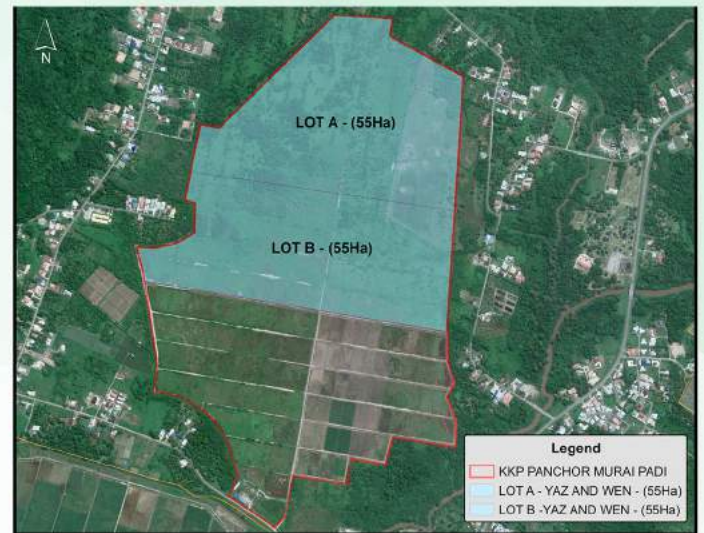 N
LOT A - (55Ha)
LOT B - (55Ha)
Legend
KKP PANCHOR MURAI PADI
LOT A - YAZ AND WEN - (55Ha)
LOT B -YAZ AND WEN - (55Ha)